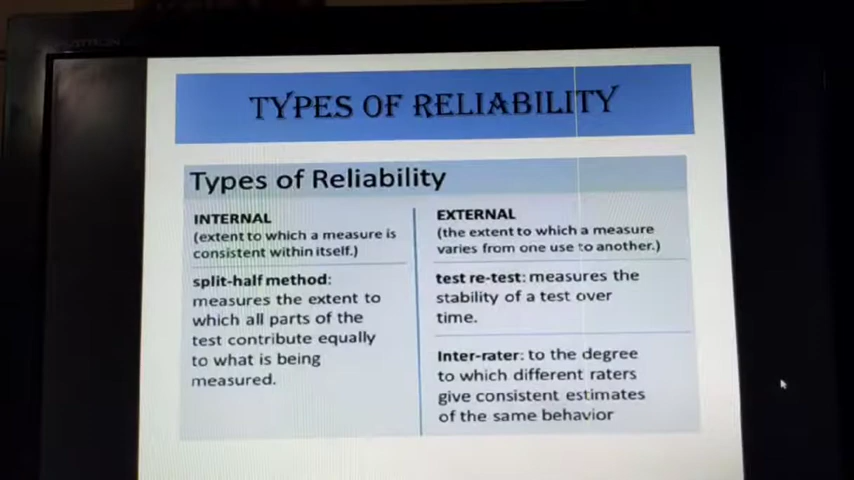 TYPES OF RELIABILITY
Types of Reliability
INTERNAL
(extent to which a measure is
consistent within itself.)
split-half method:
measures the extent to
which all parts of the
test contribute equally
to what is being
measured.
EXTERNAL
(the extent to which a measure
varies from one use to another.)
test re-test: measures the
stability of a test over
time.
Inter-rater: to the degree
to which different raters
give consistent estimates
of the same behavior